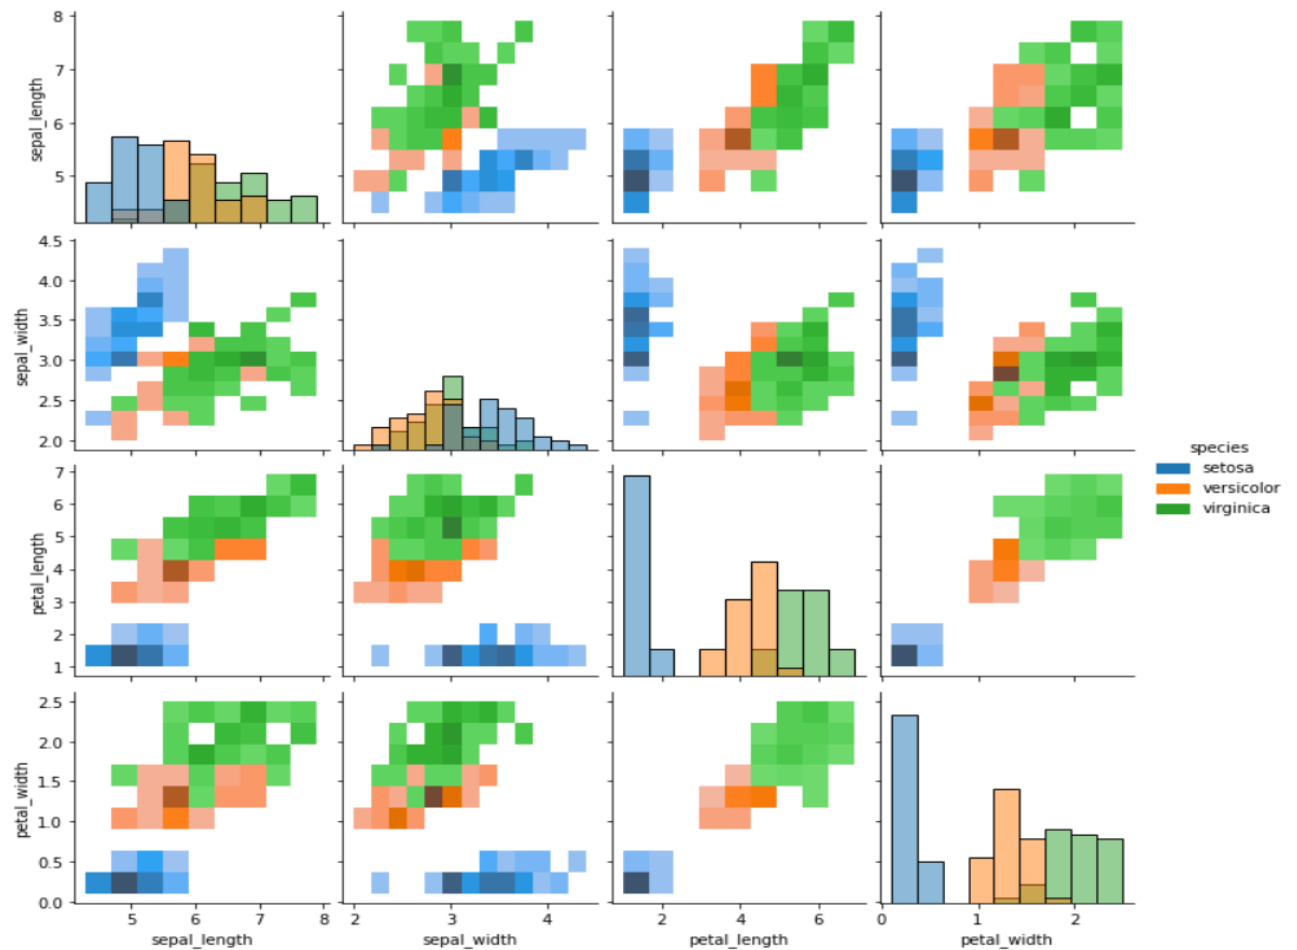 8
7
6
5
sepal_length
4.5
4.0
3.5
3.0
2.5
2.0
sepal_width
species
setosa
versicolor
virginica
7
6
5
4
3
2
1
petal_length
2.5
2.0
1.5
1.0
0.5
0.0
petal_width
5 6 7 8
sepal_length
2 3 4
sepal_width
2 4 6
petal_length
0 1 2
petal_width